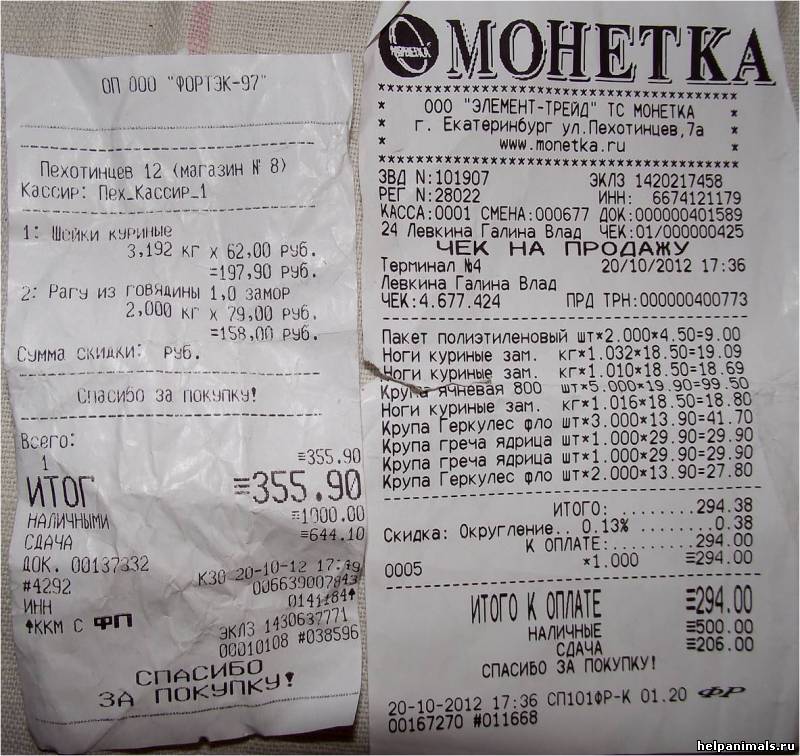 ОП ООО "ФОРТЭК-97"
Пехотинцев 12 (магазин № 8)
Кассир: Пех_Кассир_1
1: Шейки куриные
3,192 кг x 62,00 руб.
=197,90 руб.
2: Рагу из говядины 1,0 замор
2,000 кг x 79,00 руб.
=158,00 руб.
Сумма скидки: руб.
Спасибо за покупку!
Всего:
1 ≡355.90
ИТОГ ≡355.90
НАЛИЧНЫМИ ≡1000.00
СДАЧА ≡644.10
ДОК. 00137332 КЗ0 20-10-12 17:49
#4292 006639007843
ИНН
↑ККМ С ФП ЭКЛЗ 1430637771
00010108 #038596
СПАСИБО
ЗА ПОКУПКУ!
МОНЕТКА
МОНЕТКА
ООО "ЭЛЕМЕНТ-ТРЕЙД" ТС МОНЕТКА
г. Екатеринбург ул.Пехотинцев,7а
www.monetka.ru
ЗВД N:101907 ЭКЛЗ 1420217458
РЕГ N:28022 ИНН: 6674121179
КАССА:0001 СМЕНА:000677 ДОК:000000401589
24 Левкина Галина Влад ЧЕК:01/000000425
ЧЕК НА ПРОДАЖУ
Терминал №4 20/10/2012 17:36
Левкина Галина Влад
ЧЕК:4.677.424 ПРД ТРН:000000400773
Пакет полиэтиленовый шт*2.000*4.50=9.00
Ноги куриные зам. кг*1.032*18.50=19.09
Ноги куриные зам. кг*1.010*18.50=18.69
Крупа ячневая 800 шт*5.000*19.90=99.50
Ноги куриные зам. кг*1.016*18.50=18.80
Крупа Геркулес фло шт*3.000*13.90=41.70
Крупа греча ядрица шт*1.000*29.90=29.90
Крупа греча ядрица шт*1.000*29.90=29.90
Крупа Геркулес фло шт*2.000*13.90=27.80
ИТОГО: ........ 294.38
Скидка: Округление.. 0.13% ........ 0.38
К ОПЛАТЕ: ........ 294.00
0005 *1.000 ≡294.00
ИТОГО К ОПЛАТЕ ≡294.00
НАЛИЧНЫЕ ≡500.00
СДАЧА ≡206.00
СПАСИБО ЗА ПОКУПКУ!
20-10-2012 17:36 СП101ФР-К 01.20 ФР
00167270 #011668
helpanimals.ru